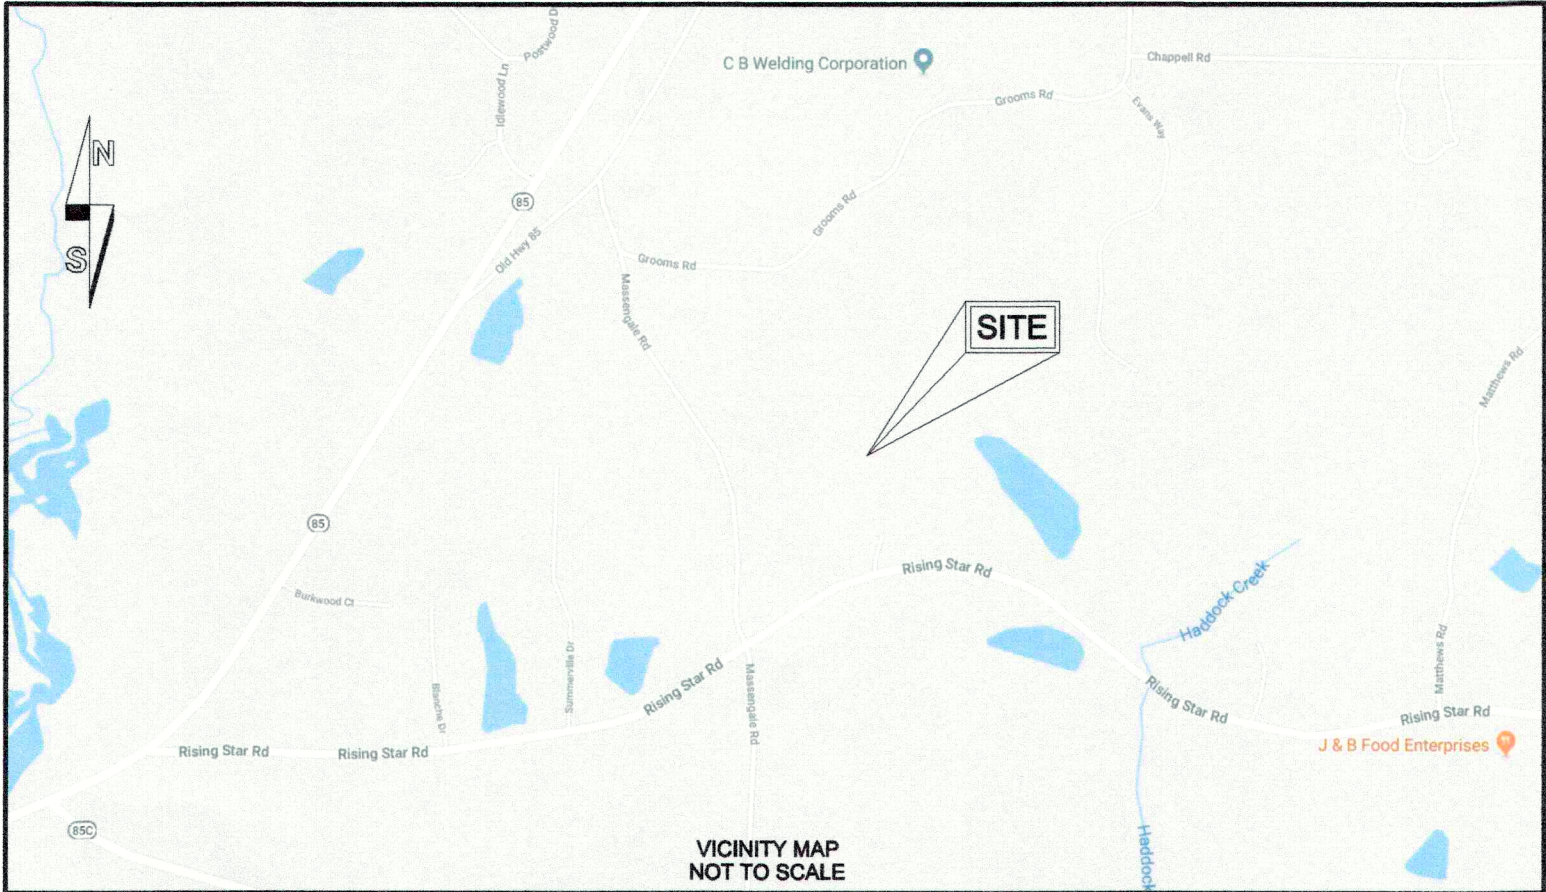 Postwood D
C B Welding Corporation
Chappell Rd
Idlewood Ln
Grooms Rd
Evans Way
N
85
Grooms Rd
Old Hwy 85
S
Grooms Rd
Massengale Rd
SITE
Matthews Rd
85
Rising Star Rd
Haddock Creek
Burkwood Ct
Matthews Rd
Summerville Dr
Rising Star Rd
Massengale Rd
Blanche Dr
Rising Star Rd
Rising Star Rd
Rising Star Rd
Rising Star Rd
J & B Food Enterprises
85C
VICINITY MAP
NOT TO SCALE
Haddock